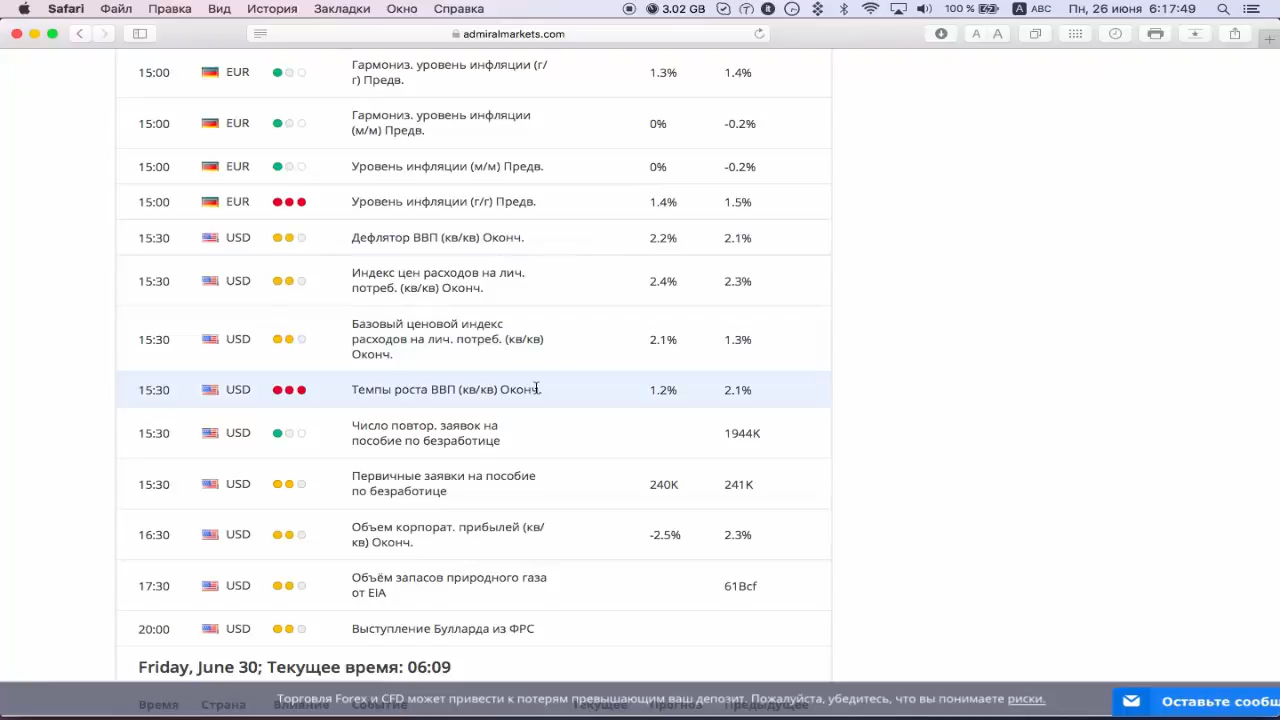 Safari Файл Правка Вид История Закладки Окно Справка 3.02 GB 100 % A ABC Пн, 26 июня 6:17:49
admiralmarkets.com A A
15:00 EUR Гармониз. уровень инфляции (г/
г) Предв. 1.3% 1.4%
15:00 EUR Гармониз. уровень инфляции
(м/м) Предв. 0% -0.2%
15:00 EUR Уровень инфляции (м/м) Предв. 0% -0.2%
15:00 EUR Уровень инфляции (г/г) Предв. 1.4% 1.5%
15:30 USD Дефлятор ВВП (кв/кв) Оконч. 2.2% 2.1%
15:30 USD Индекс цен расходов на лич.
потреб. (кв/кв) Оконч. 2.4% 2.3%
15:30 USD Базовый ценовой индекс
расходов на лич. потреб. (кв/кв)
Оконч. 2.1% 1.3%
15:30 USD Темпы роста ВВП (кв/кв) Оконч. 1.2% 2.1%
15:30 USD Число повтор. заявок на
пособие по безработице 1944K
15:30 USD Первичные заявки на пособие
по безработице 240K 241K
16:30 USD Объем корпорат. прибылей (кв/
кв) Оконч. -2.5% 2.3%
17:30 USD Объём запасов природного газа
от EIA 61Bcf
20:00 USD Выступление Булларда из ФРС
Friday, June 30; Текущее время: 06:09
Торговля Forex и CFD может привести к потерям превышающим ваш депозит. Пожалуйста, убедитесь, что вы понимаете риски.
Время Страна Влияние Событие Текущее Прогноз Предыдущее
Оставьте сообщ